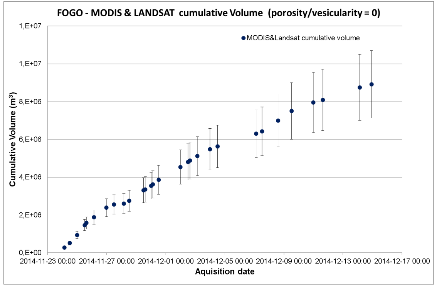 FOGO - MODIS & LANDSAT cumulative Volume (porosity/vesicularity = 0)
1,E+07
MODIS&Landsat cumulative volume
1,E+07
8,E+06
6,E+06
4,E+06
2,E+06
0,E+00
Cumulative Volume (m³)
2014-11-23 00:00 2014-11-27 00:00 2014-12-01 00:00 2014-12-05 00:00 2014-12-09 00:00 2014-12-13 00:00 2014-12-17 00:00
Aquisition date